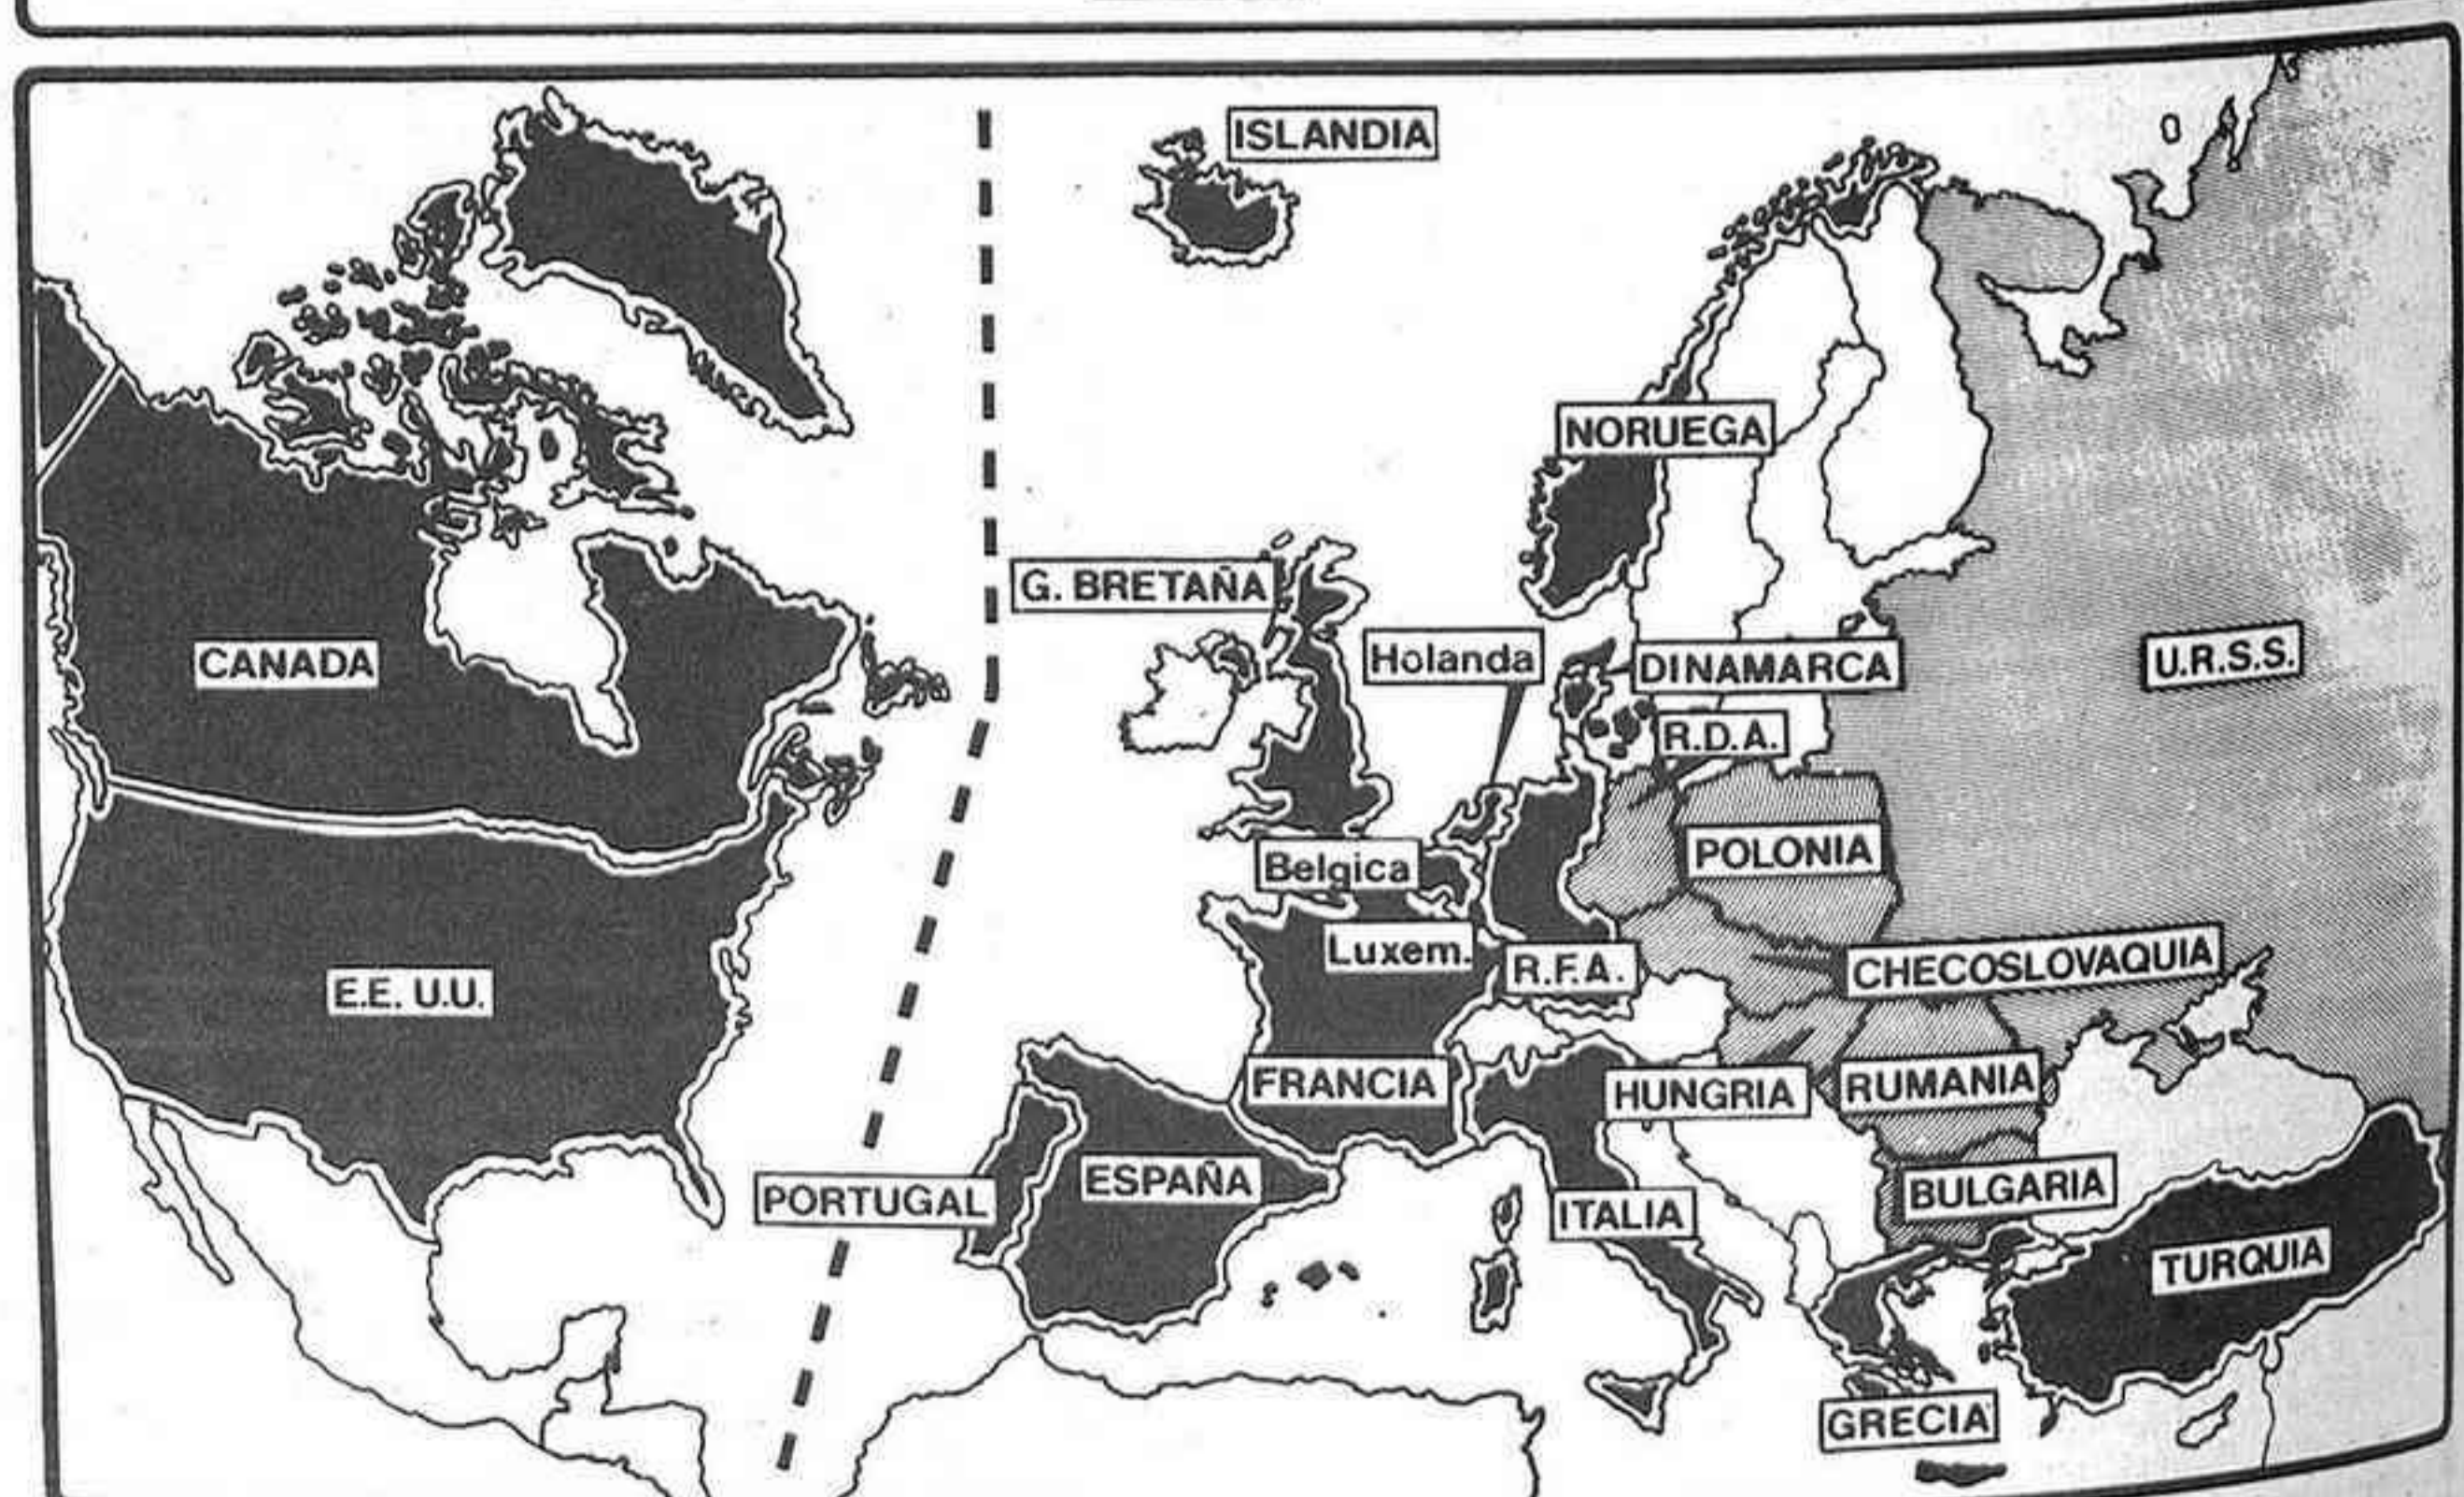 ISLANDIA
NORUEGA
G. BRETAÑA
CANADA
Holanda
DINAMARCA
U.R.S.S.
R.D.A.
POLONIA
Belgica
Luxem.
R.F.A.
CHECOSLOVAQUIA
E.E. U.U.
FRANCIA
HUNGRIA
RUMANIA
PORTUGAL
ESPAÑA
ITALIA
BULGARIA
TURQUIA
GRECIA